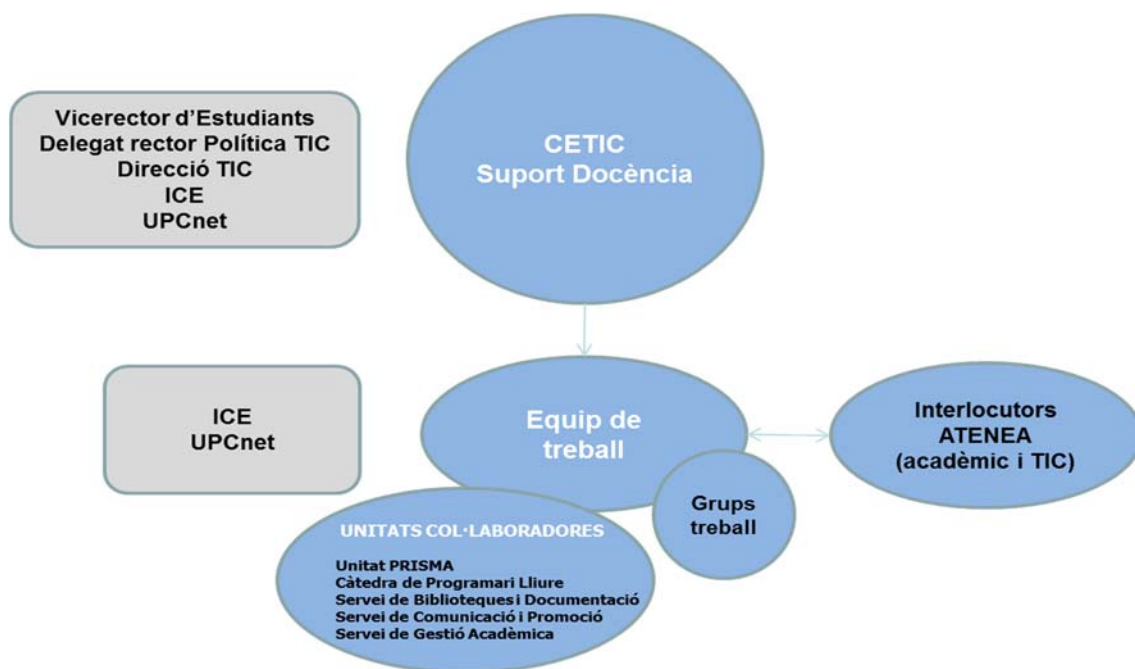 Vicerector d'Estudiants
Delegat rector Política TIC
Direcció TIC
ICE
UPCnet
CETIC
Suport Docència
ICE
UPCnet
Equip de
treball
Interlocutors
ATENEA
(acadèmic i TIC)
Grups
treball
UNITATS COL·LABORADORES
Unitat PRISMA
Càtedra de Programari Lliure
Servei de Biblioteques i Documentació
Servei de Comunicació i Promoció
Servei de Gestió Acadèmica